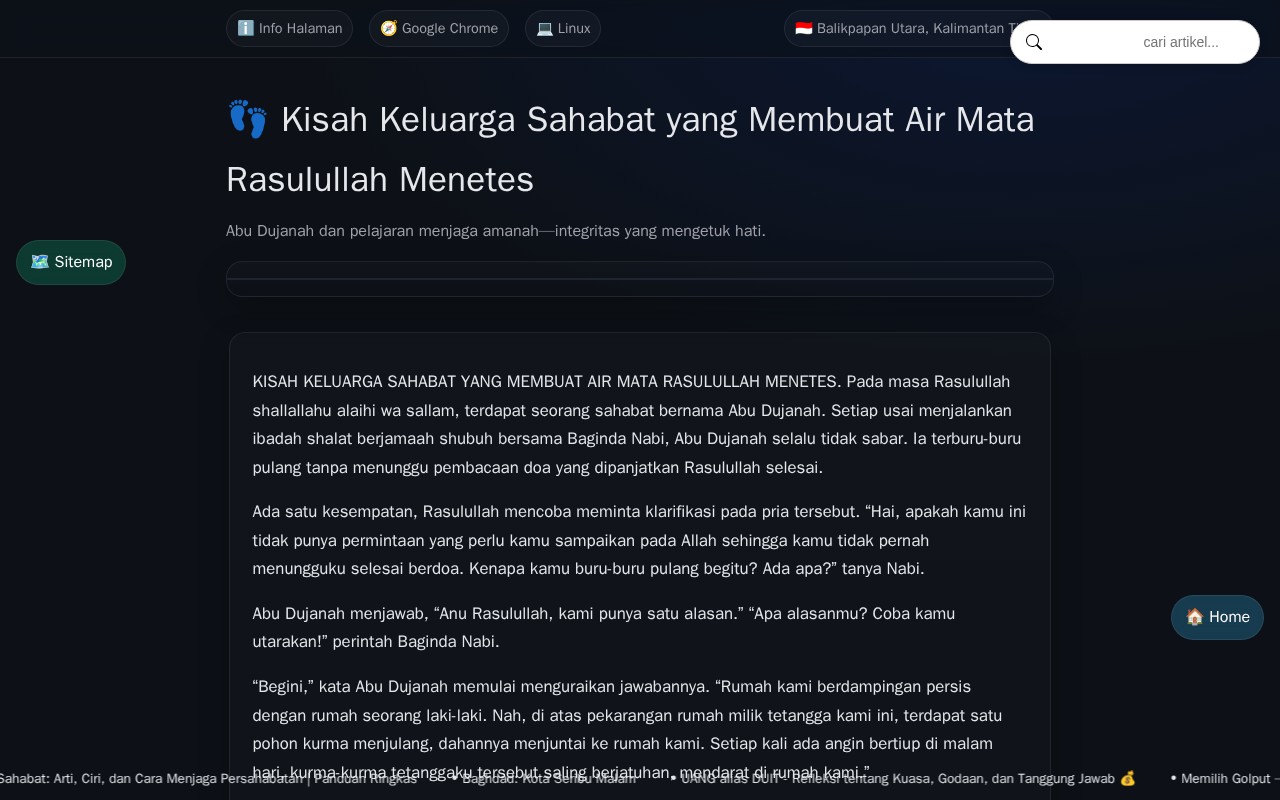 Info Halaman
Google Chrome
Linux
Balikpapan Utara, Kalimantan
cari artikel...
Kisah Keluarga Sahabat yang Membuat Air Mata
Rasulullah Menetes
Abu Dujanah dan pelajaran menjaga amanah—integritas yang mengetuk hati.
Sitemap
KISAH KELUARGA SAHABAT YANG MEMBUAT AIR MATA RASULULLAH MENETES. Pada masa Rasulullah
shallallahu alaihi wa sallam, terdapat seorang sahabat bernama Abu Dujanah. Setiap usai menjalankan
ibadah shalat berjamaah shubuh bersama Baginda Nabi, Abu Dujanah selalu tidak sabar. Ia terburu-buru
pulang tanpa menunggu pembacaan doa yang dipanjatkan Rasulullah selesai.
Ada satu kesempatan, Rasulullah mencoba meminta klarifikasi pada pria tersebut. “Hai, apakah kamu ini
tidak punya permintaan yang perlu kamu sampaikan pada Allah sehingga kamu tidak pernah
menungguku selesai berdoa. Kenapa kamu buru-buru pulang begitu? Ada apa?” tanya Nabi.
Abu Dujanah menjawab, “Anu Rasulullah, kami punya satu alasan.” “Apa alasanmu? Coba kamu
utarakan!” perintah Baginda Nabi.
Home
“Begini,” kata Abu Dujanah memulai menguraikan jawabannya. “Rumah kami berdampingan persis
dengan rumah seorang laki-laki. Nah, di atas pekarangan rumah milik tetangga kami ini, terdapat satu
pohon kurma menjulang, dahannya menjuntai ke rumah kami. Setiap kali ada angin bertiup di malam
hari, kurma-kurma tetanggaku tersebut saling berjatuhan, mendarat di rumah kami.”
Sahabat: Arti, Ciri, dan Cara Menjaga Persahabatan | Panduan Ringkas • Baghdad: Kota Seribu Malam • UANG alias DUIT - Refleksi tentang Kuasa, Godaan, dan Tanggung Jawab 💰 • Memilih Golput